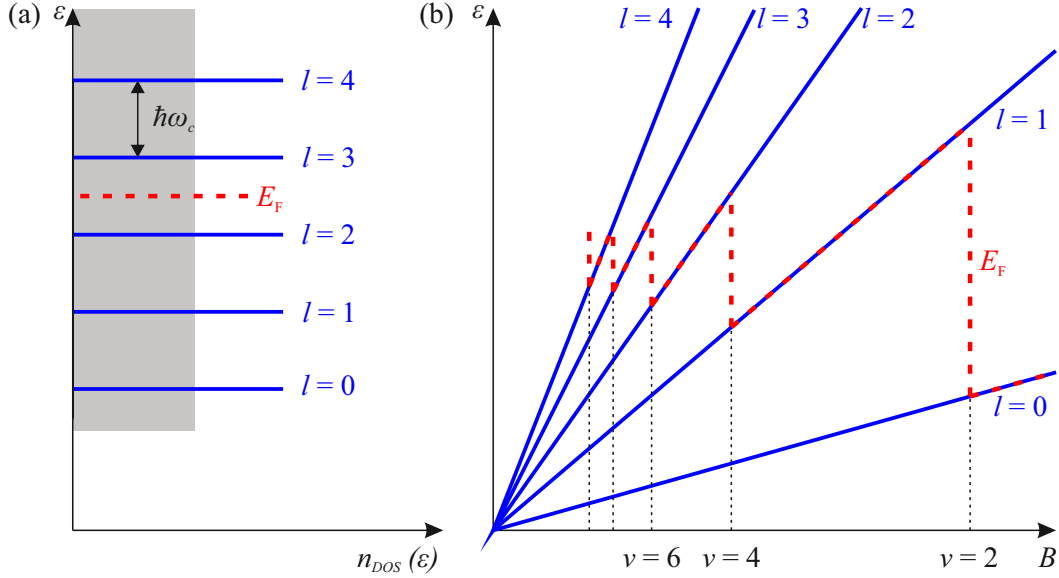 (a)
ε
l = 4
ħω_c
l = 3
E_F
l = 2
l = 1
l = 0
n_DOS (ε)
(b)
ε
l = 4
l = 3
l = 2
l = 1
E_F
l = 0
ν = 6
ν = 4
ν = 2
B